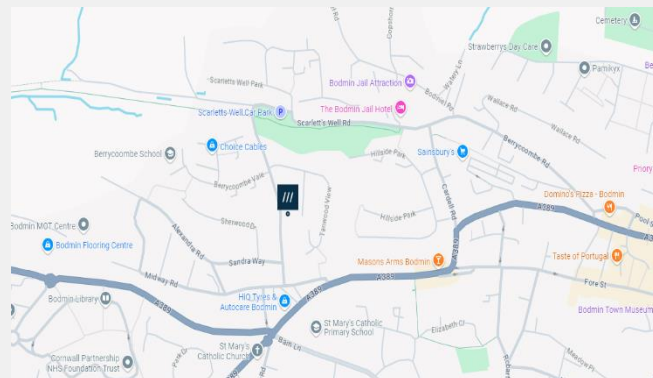 Cemetery
Strawberrys Day Care
Pamikyx
Scarletts Well Park
Bodmin Jail Attraction
Bodiniel Rd
The Bodmin Jail Hotel
Wallace Rd
Wallace Rd
Scarletts Well Car Park
Scarlett's Well Rd
Berrycoombe Rd
Choice Cables
Berrycoombe School
Hillside Park
Sainsbury's
Berrycoombe Vale
Priory
Cardell Rd
Tanwood View
Domino's Pizza - Bodmin
Hillside Park
Pool S
Bodmin MOT Centre
Alexandra Rd
A389
Bodmin Flooring Centre
Sandra Way
Masons Arms Bodmin
Taste of Portugal
Midway Rd
A389
Fore St
HiQ Tyres &
Autocare Bodmin
A389
Bodmin Library
A389
Bodmin Town Museum
St Mary's Catholic
Primary School
Elizabeth Cl
St Mary's
Catholic Church
Barn Ln
Cornwall Partnership
NHS Foundation Trust